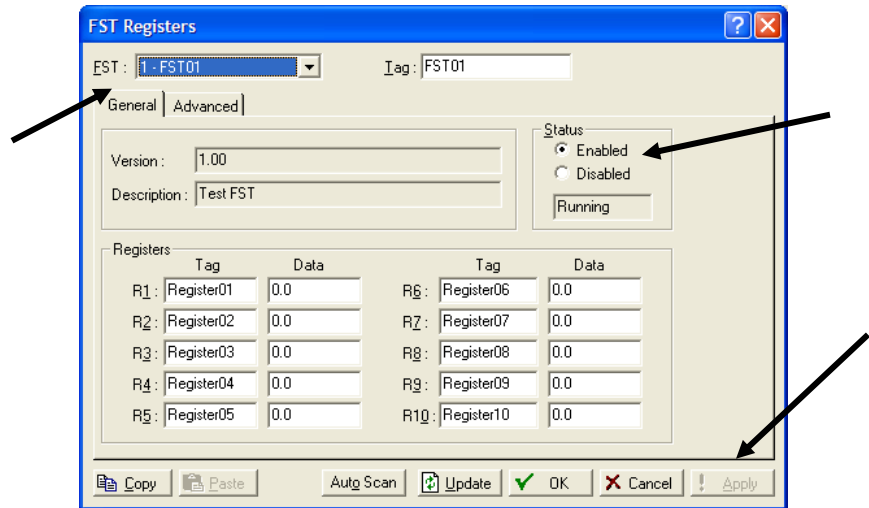 FST Registers
FST : 1 - FST01 Tag : FST01
General Advanced
Version : 1.00
Description : Test FST
Status
Enabled
Disabled
Running
Registers
Tag Data Tag Data
R1 : Register01 0.0 R6 : Register06 0.0
R2 : Register02 0.0 R7 : Register07 0.0
R3 : Register03 0.0 R8 : Register08 0.0
R4 : Register04 0.0 R9 : Register09 0.0
R5 : Register05 0.0 R10 : Register10 0.0
Copy Paste Auto Scan Update OK Cancel ! Apply